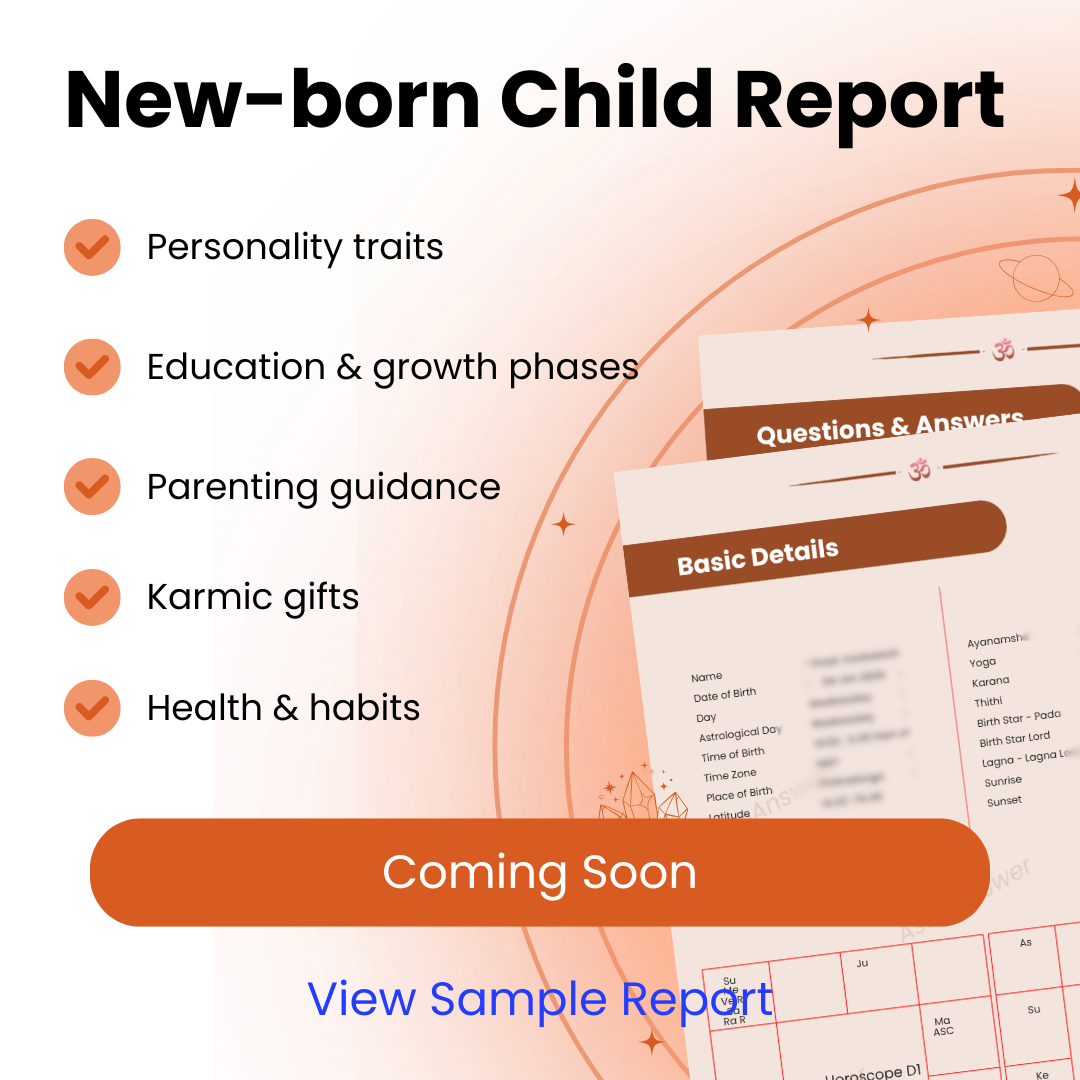 New-born Child Report
Personality traits
Education & growth phases
Parenting guidance
Karmic gifts
Health & habits
ॐ
Questions & Answers
ॐ
Basic Details
Name
Date of Birth
Day
Astrological Day
Time of Birth
Time Zone
Place of Birth
Latitude
Ayanamsha
Yoga
Karana
Thithi
Birth Star - Pada
Birth Star Lord
Lagna - Lagna
Sunrise
Sunset
Coming Soon
View Sample Report
Su
Me
Ve R
Ra R
Ju
Ma
ASC
Horoscope D1
As
Su
Ke